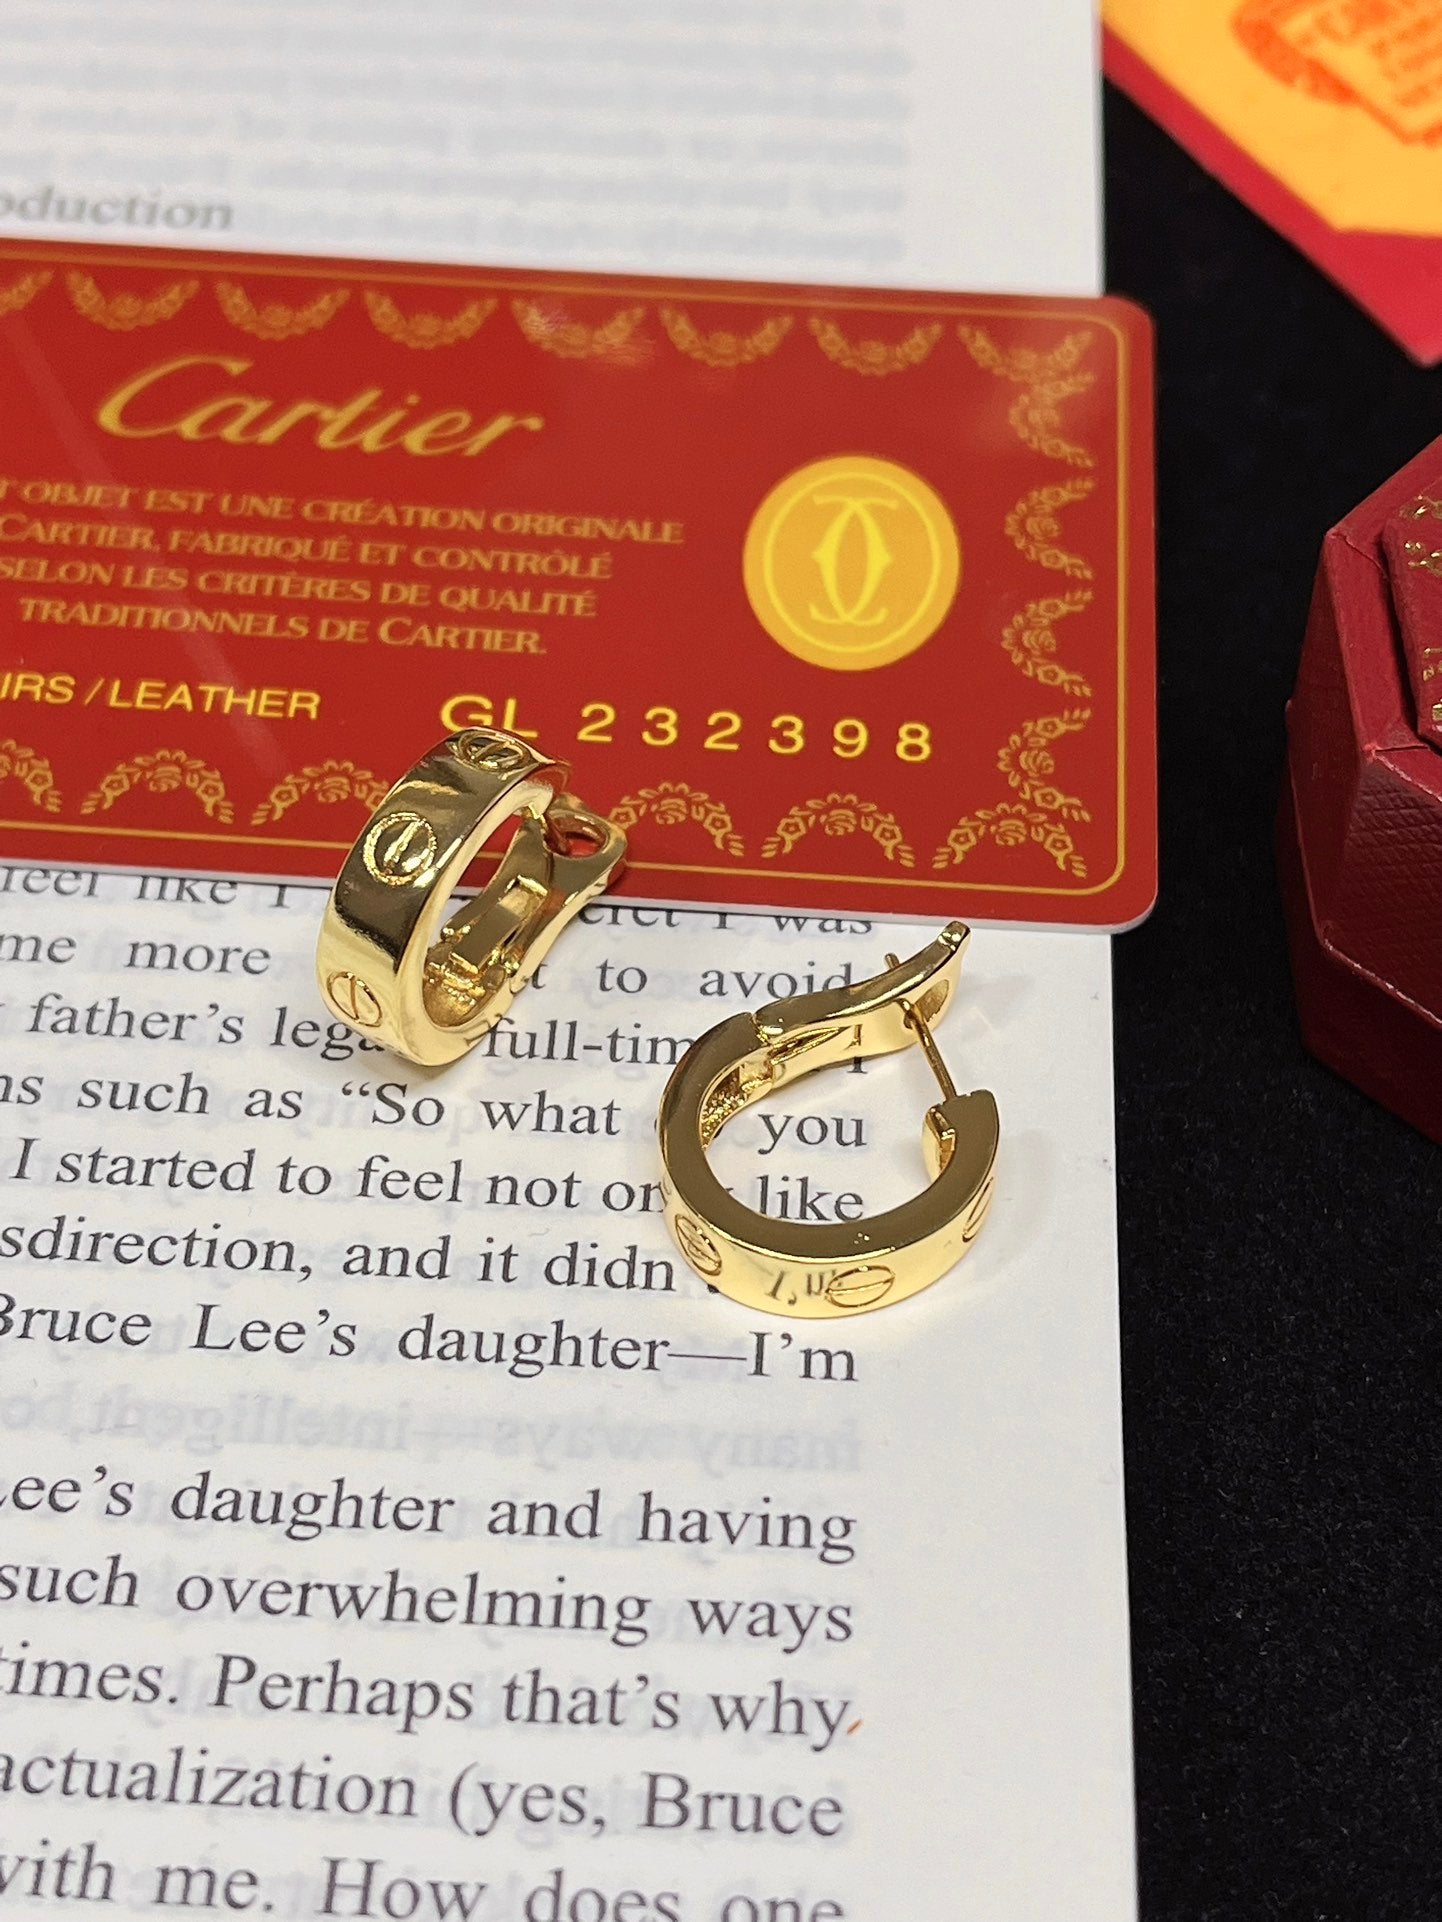 oduction
Cartier
T OBJET EST UNE CRÉATION ORIGINALE
CARTIER, FABRIQUÉ ET CONTRÔLÉ
SELON LES CRITÈRES DE QUALITÉ
TRADITIONNELS DE CARTIER.
IRS / LEATHER GL 232398
feel like I I was
me more to avoid
father's full-tim I
ns such as “So what you
I started to feel not like
sdirection, and it didn
Bruce Lee's daughter—I'm
Lee's daughter and having
such overwhelming ways
times. Perhaps that's why
actualization (yes, Bruce
with me. How does one